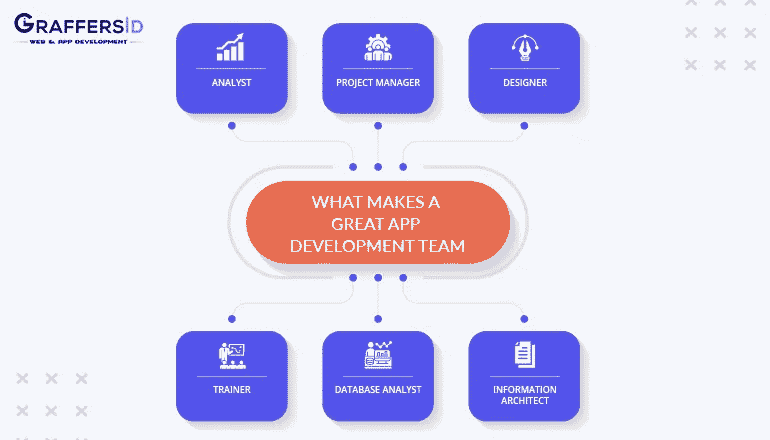 GRAFFERSID
WEB & APP DEVELOPMENT
ANALYST
PROJECT MANAGER
DESIGNER
WHAT MAKES A
GREAT APP
DEVELOPMENT TEAM
TRAINER
DATABASE ANALYST
INFORMATION
ARCHITECT